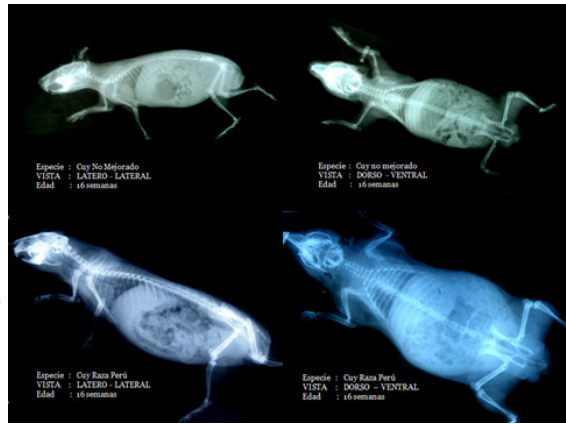 Especie : Cuy No Mejorado
VISTA : LATERO - LATERAL
Edad : 16 semanas
Especie : Cuy no mejorado
VISTA : DORSO - VENTRAL
Edad : 16 semanas
Especie : Cuy Raza Perú
VISTA : LATERO - LATERAL
Edad : 16 semanas
Especie : Cuy Raza Perú
VISTA : DORSO – VENTRAL
Edad : 16 semanas